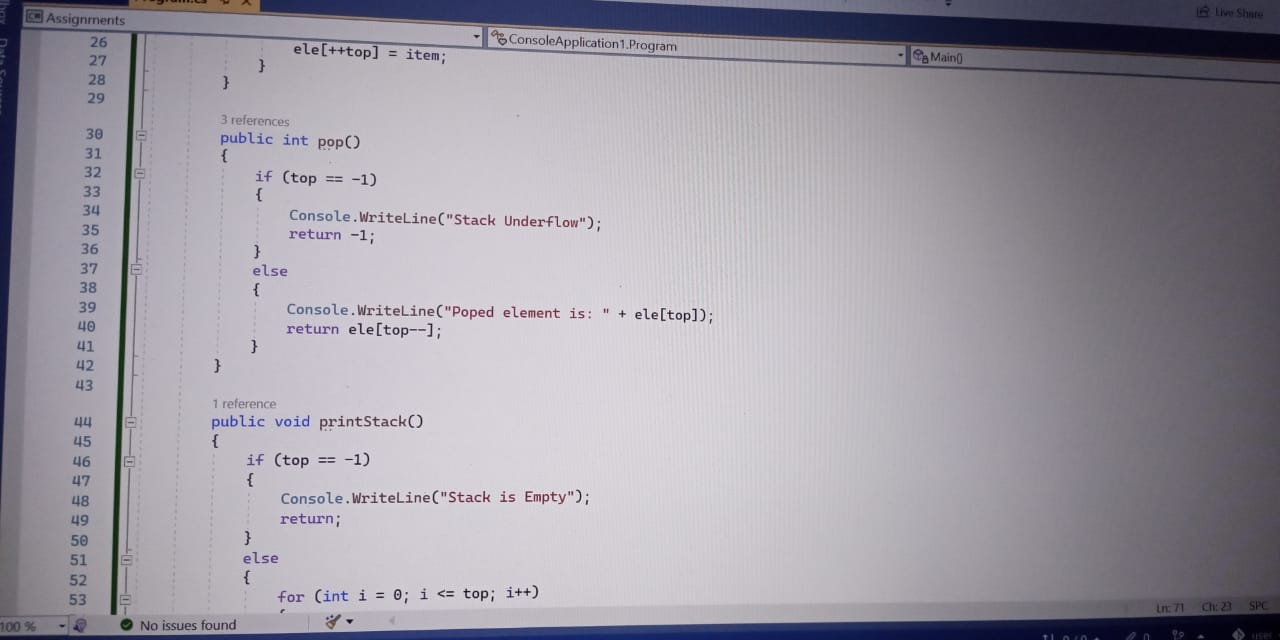 Live Share
Assignments
ConsoleApplication1.Program
Main()
26
27 ele[++top] = item;
28 }
29 }
3 references
30 public int pop()
31 {
32 if (top == -1)
33 {
34 Console.WriteLine("Stack Underflow");
35 return -1;
36 }
37 else
38 {
39 Console.WriteLine("Poped element is: " + ele[top]);
40 return ele[top--];
41 }
42 }
43
1 reference
44 public void printStack()
45 {
46 if (top == -1)
47 {
48 Console.WriteLine("Stack is Empty");
49 return;
50 }
51 else
52 {
53 for (int i = 0; i <= top; i++)
100 % No issues found Ln: 71 Ch: 23 SPC